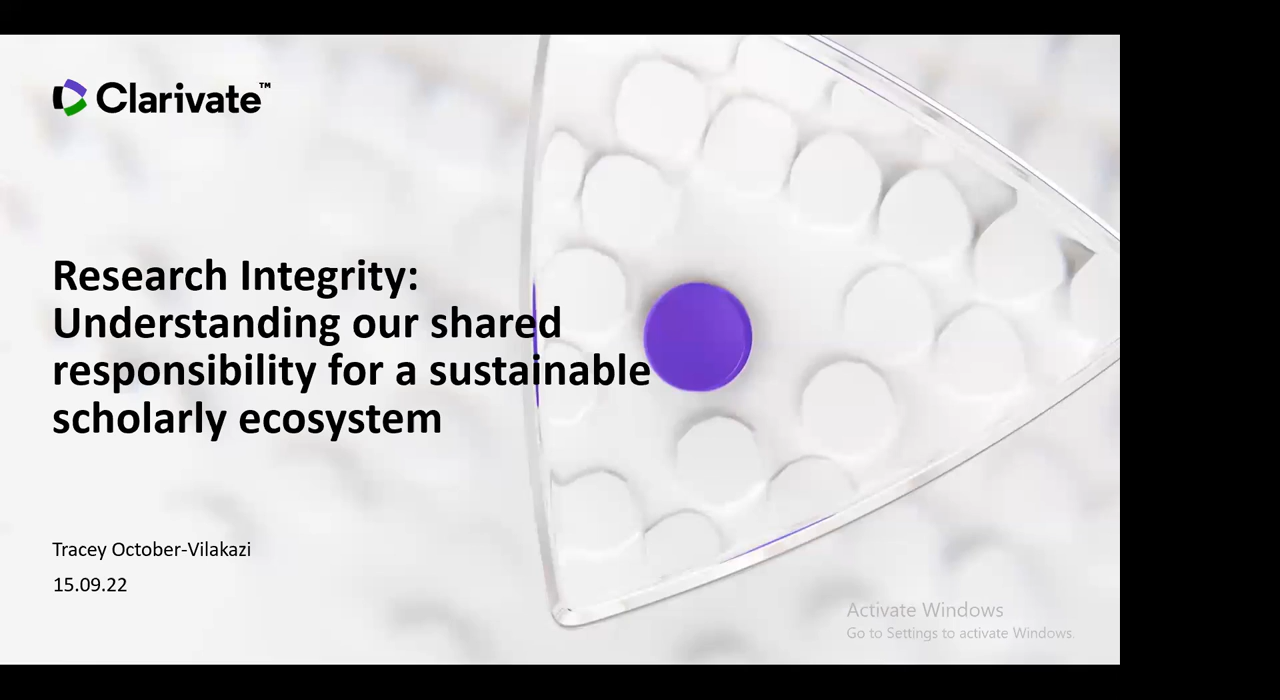 Clarivate™
Research Integrity:
Understanding our shared
responsibility for a sustainable
scholarly ecosystem
Tracey October-Vilakazi
15.09.22
Activate Windows
Go to Settings to activate Windows.